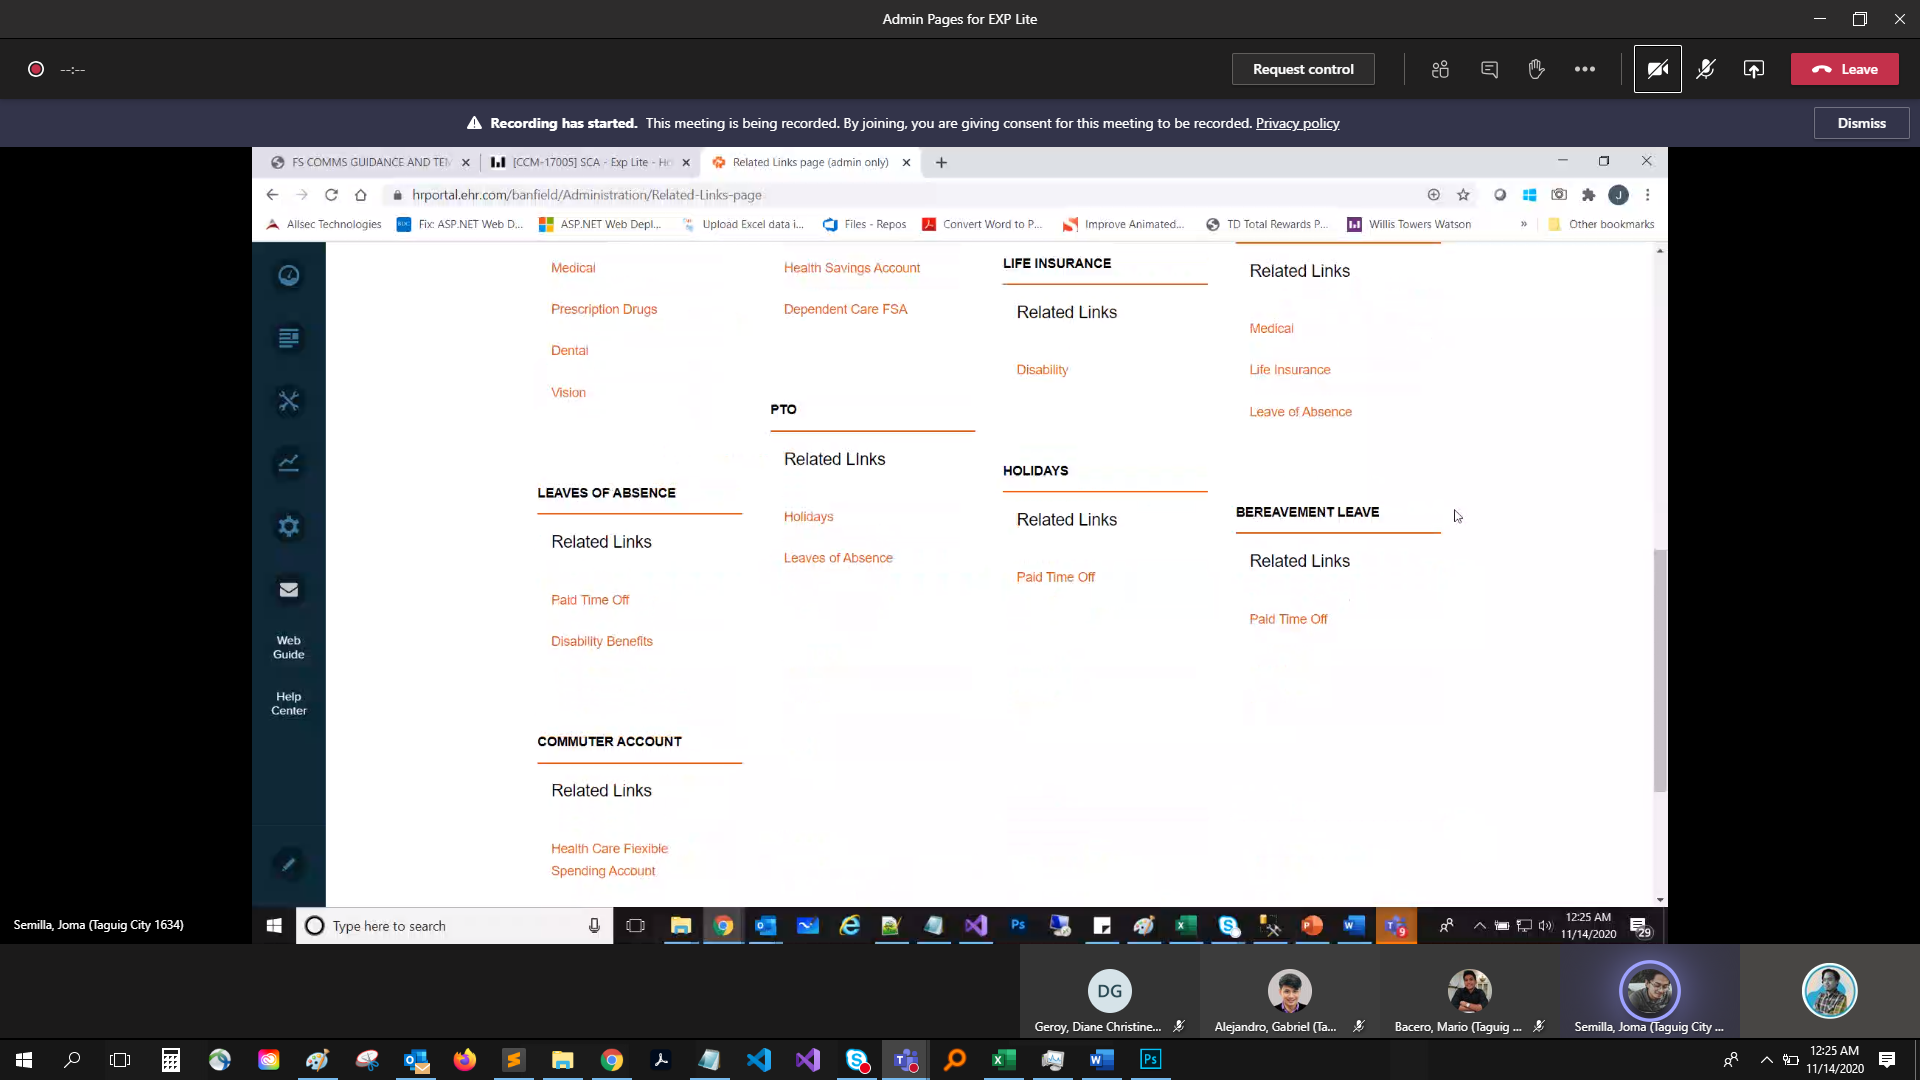 Admin Pages for EXP Lite
--:--
Request control
Leave
Recording has started. This meeting is being recorded. By joining, you are giving consent for this meeting to be recorded. Privacy policy
Dismiss
FS COMMS GUIDANCE AND TEM
[CCM-17005] SCA - Exp Lite - Ho
Related Links page (admin only)
hrportal.ehr.com/banfield/Administration/Related-Links-page
J
Allsec Technologies
Fix: ASP.NET Web D...
ASP.NET Web Depl...
Upload Excel data i...
Files - Repos
Convert Word to P...
Improve Animated...
TD Total Rewards P...
Willis Towers Watson
»
Other bookmarks
Medical
Prescription Drugs
Dental
Vision
Health Savings Account
Dependent Care FSA
LIFE INSURANCE
Related Links
Disability
Related Links
Medical
Life Insurance
Leave of Absence
PTO
Related LInks
Holidays
Leaves of Absence
HOLIDAYS
Related Links
Paid Time Off
LEAVES OF ABSENCE
Related Links
Paid Time Off
Disability Benefits
BEREAVEMENT LEAVE
Related Links
Paid Time Off
COMMUTER ACCOUNT
Related Links
Health Care Flexible
Spending Account
Web
Guide
Help
Center
Semilla, Joma (Taguig City 1634)
Type here to search
Ps
9
12:25 AM
11/14/2020
29
DG
Geroy, Diane Christine...
Alejandro, Gabriel (Ta...
Bacero, Mario (Taguig ...
Semilla, Joma (Taguig City ...
Ps
12:25 AM
11/14/2020